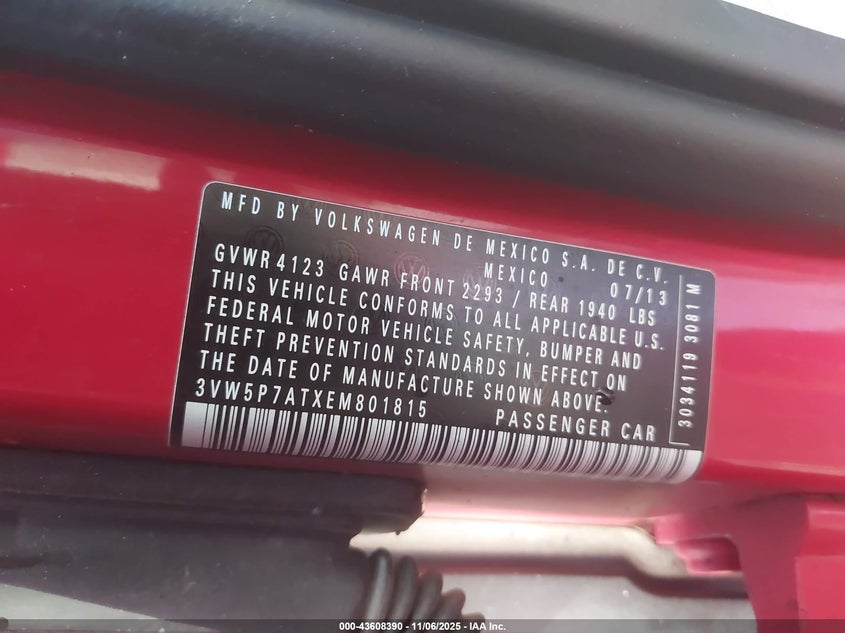 MFD BY VOLKSWAGEN DE MEXICO S.A. DE C.V.
MEXICO 07/13
GVWR 4123 GAWR FRONT 2293 / REAR 1940 LBS
THIS VEHICLE CONFORMS TO ALL APPLICABLE U.S.
FEDERAL MOTOR VEHICLE SAFETY, BUMPER AND
THEFT PREVENTION STANDARDS IN EFFECT ON
THE DATE OF MANUFACTURE SHOWN ABOVE.
3VW5P7ATXEM801815
PASSENGER CAR
3034119 3081 M
000-43608390 - 11/06/2025 - IAA Inc.